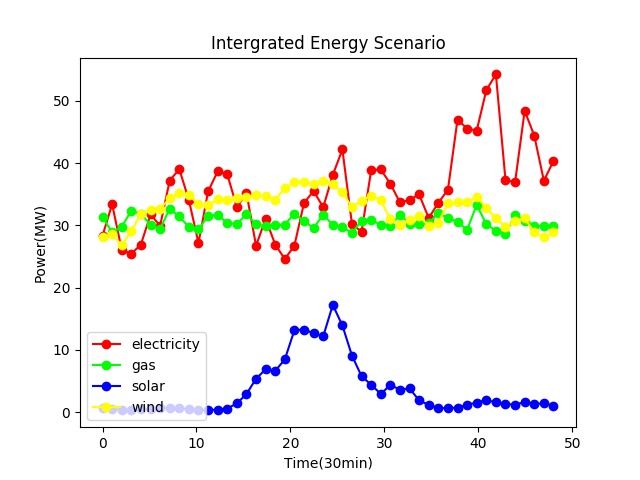 Intergrated Energy Scenario
Power(MW)
50
40
30
20
10
0
electricity
gas
solar
wind
0 10 20 30 40 50
Time(30min)